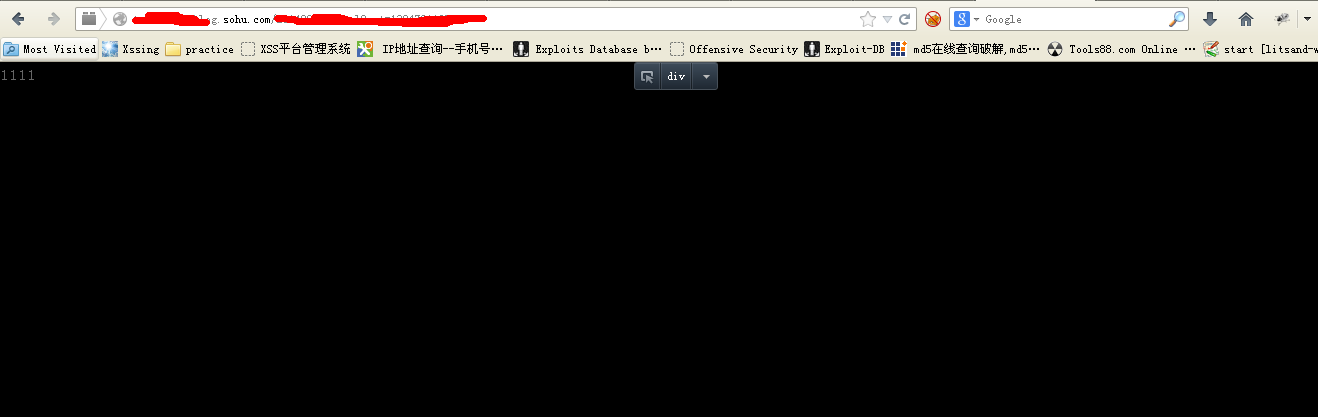 .sohu.com/
Google
Most Visited Xssing practice XSS平台管理系统 IP地址查询--手机号… Exploits Database b… Offensive Security Exploit-DB md5在线查询破解,md5… Tools88.com Online … start [litsand-w
1111
div